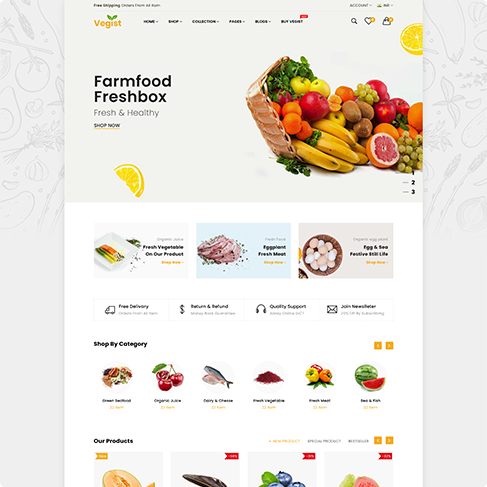 Free Shipping Orders From All Item
ACCOUNT
INR
Vegist
HOME SHOP COLLECTION PAGES BLOGS BUY VEGIST
Farmfood
Freshbox
Fresh & Healthy
SHOP NOW
1
2
3
Organic Juice
Fresh Vegetable
On Our Product
Shop Now
Fresh Food
Eggplant
Fresh Meat
Shop Now
Organic egg plant
Egg & Sea
Festive Still Life
Shop Now
Free Delivery
Orders From All Item
Return & Refund
Money Back Guarantee
Quality Support
Alway Online 24/7
Join Newsletter
20% Off By Subscribing
Shop By Category
Green Seafood
Organic Juice
Dairy & Cheese
Fresh Vegetable
Fresh Meat
Sea & Fish
Our Products
NEW PRODUCT
SPECIAL PRODUCT
BESTSELLER